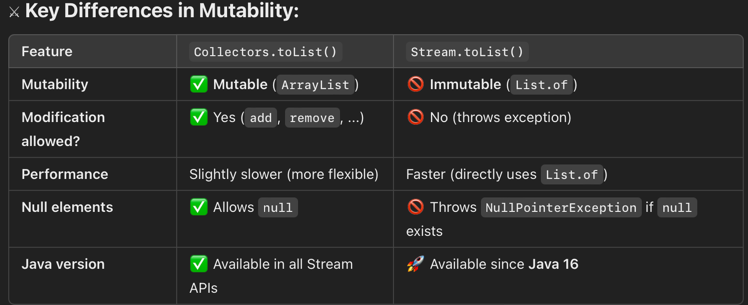 ⚔ Key Differences in Mutability:
Feature Collectors.toList() Stream.toList()
Mutability ✅ Mutable (ArrayList) 🚫 Immutable (List.of)
Modification allowed? ✅ Yes (add, remove, ...) 🚫 No (throws exception)
Performance Slightly slower (more flexible) Faster (directly uses List.of)
Null elements ✅ Allows null 🚫 Throws NullPointerException if null exists
Java version ✅ Available in all Stream APIs 🚀 Available since Java 16